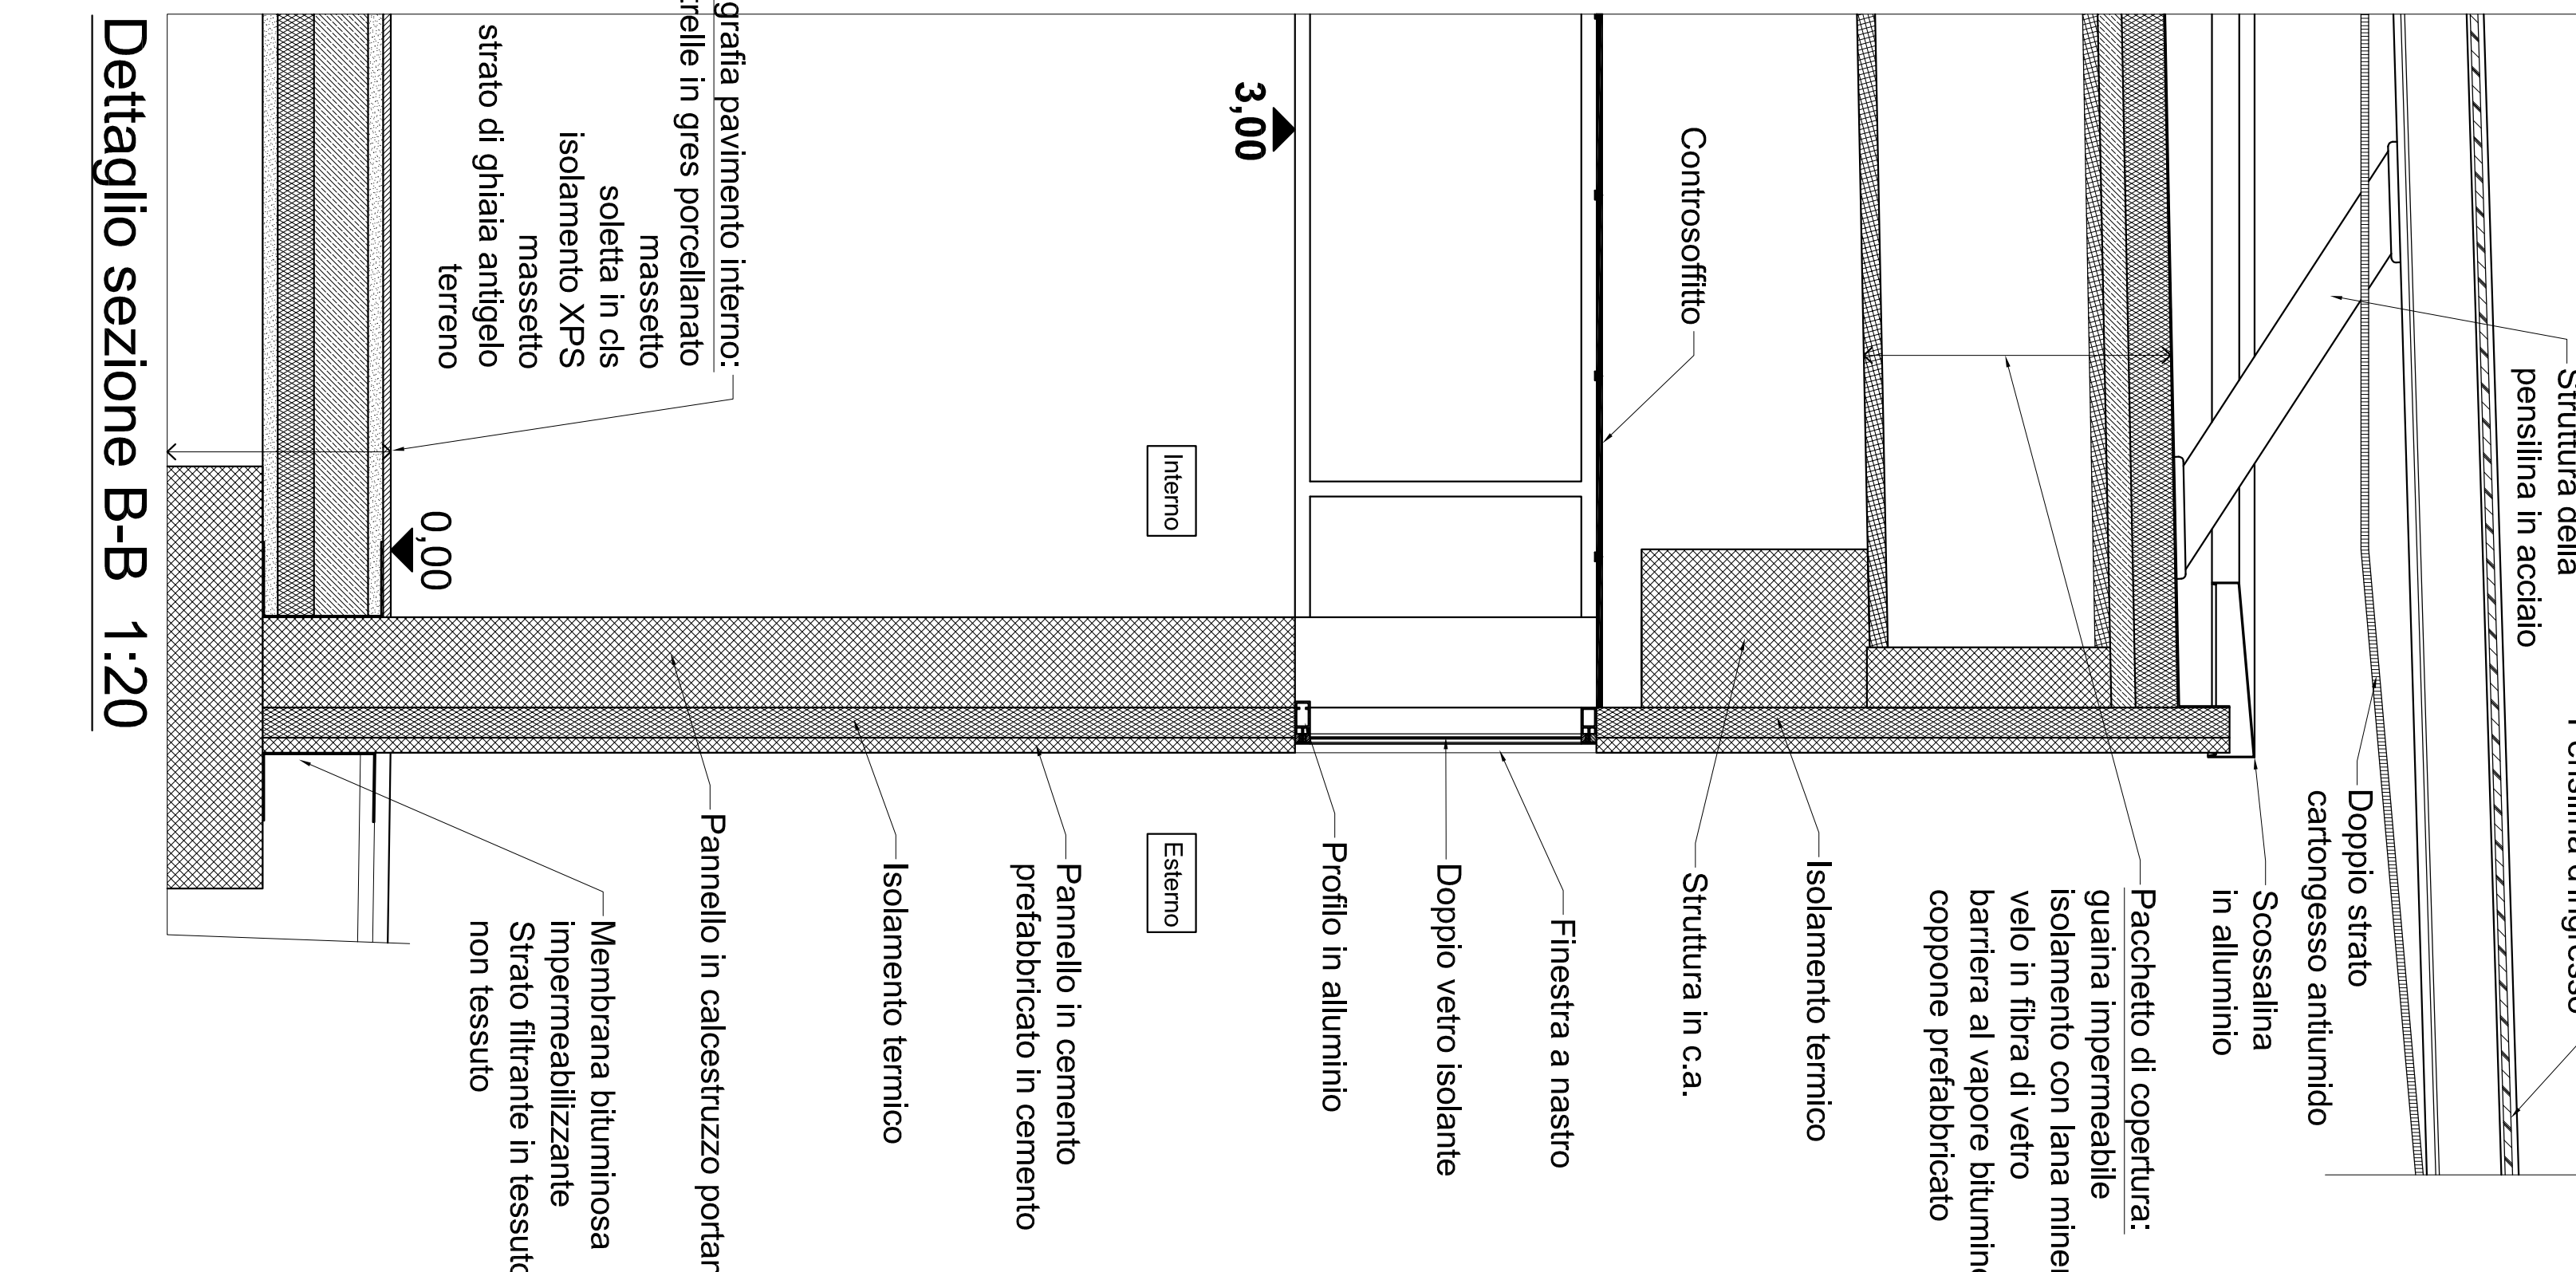 Struttura della
pensilina in acciaio
Pensilina d'ingresso
Doppio strato
cartongesso antiumido
Scossalina
in alluminio
Pacchetto di copertura:
guaina impermeabile
isolamento con lana miner
velo in fibra di vetro
barriera al vapore bitumin
coppone prefabbricato
Isolamento termico
Controsoffitto
Struttura in c.a.
Finestra a nastro
Doppio vetro isolante
Profilo in alluminio
3,00
Interno
Esterno
Pannello in cemento
prefabbricato in cemento
Isolamento termico
Pannello in calcestruzzo portan
grafia pavimento interno:
relle in gres porcellanato
massetto
soletta in cls
isolamento XPS
massetto
strato di ghiaia antigelo
terreno
0,00
Membrana bituminosa
impermeabilizzante
Strato filtrante in tessuto
non tessuto
Dettaglio sezione B-B 1:20